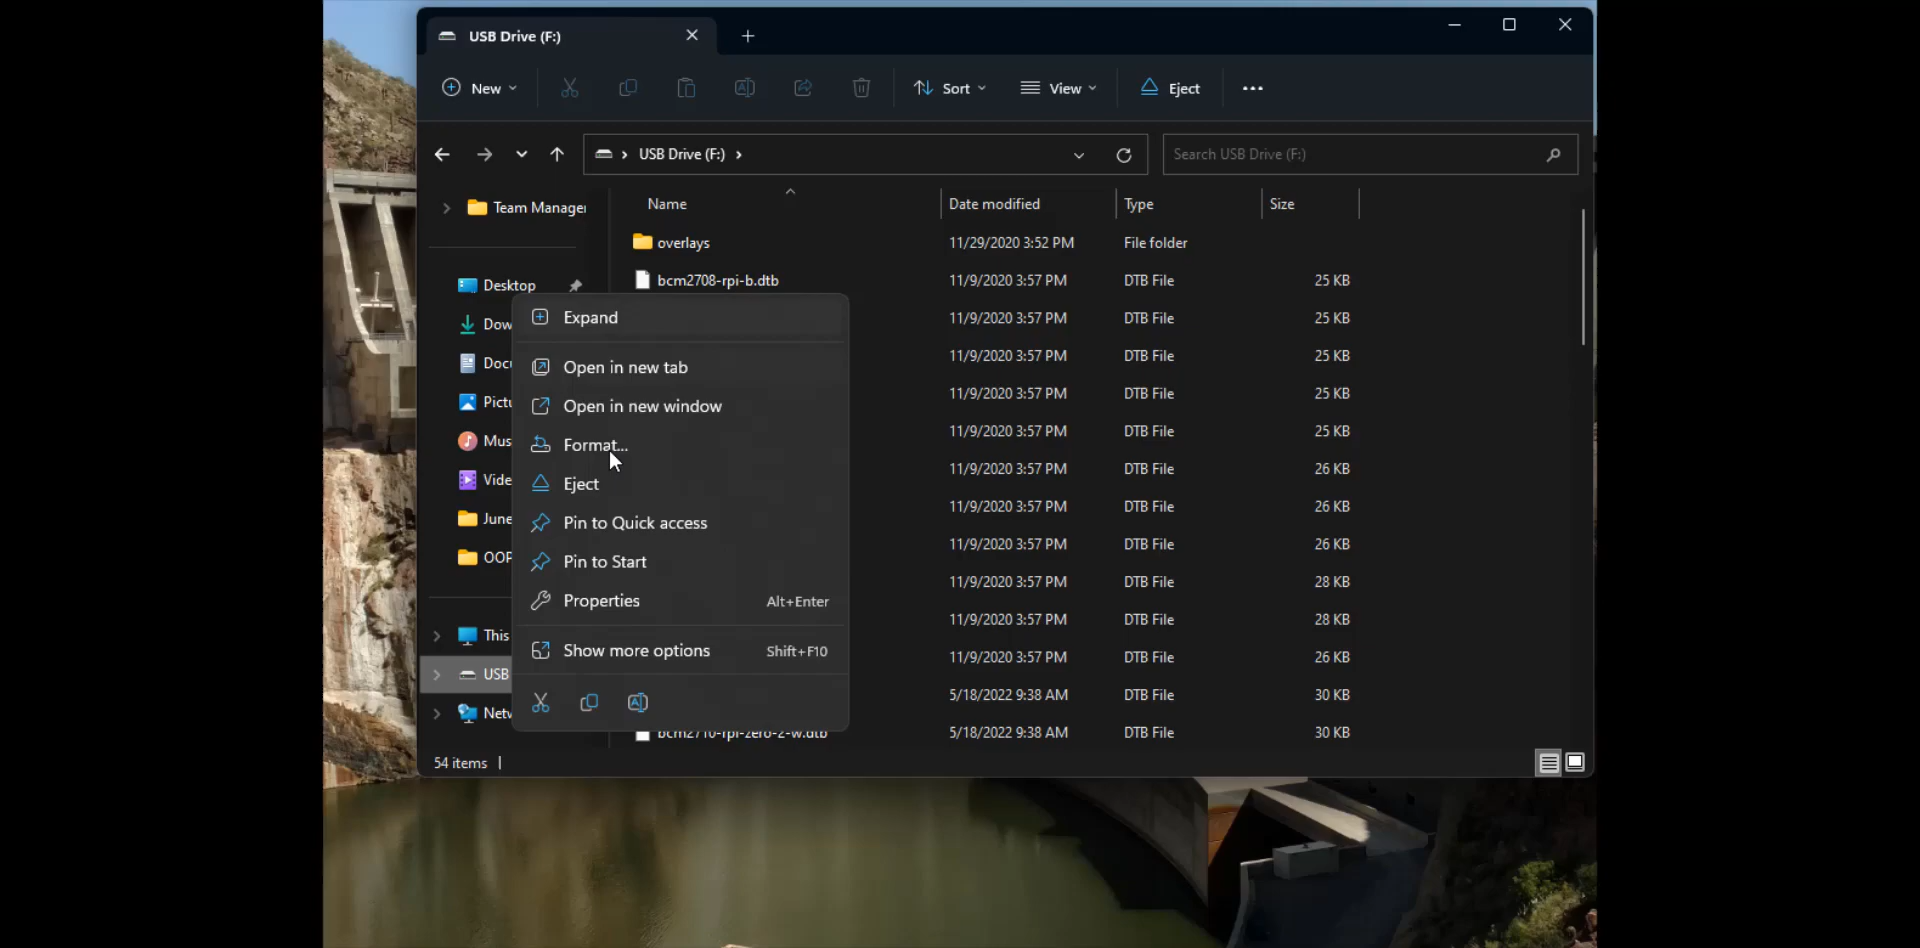 USB Drive (F:)
New
Sort
View
Eject
USB Drive (F:)
Search USB Drive (F:)
Team Manager
Name
Date modified
Type
Size
overlays
11/29/2020 3:52 PM
File folder
Desktop
bcm2708-rpi-b.dtb
11/9/2020 3:57 PM
DTB File
25 KB
Dow
Expand
11/9/2020 3:57 PM
DTB File
25 KB
Docu
Open in new tab
11/9/2020 3:57 PM
DTB File
25 KB
Pictu
Open in new window
11/9/2020 3:57 PM
DTB File
25 KB
Mus
Format...
11/9/2020 3:57 PM
DTB File
25 KB
Vide
Eject
11/9/2020 3:57 PM
DTB File
26 KB
June
Pin to Quick access
11/9/2020 3:57 PM
DTB File
26 KB
OOP
Pin to Start
11/9/2020 3:57 PM
DTB File
26 KB
Properties
Alt+Enter
11/9/2020 3:57 PM
DTB File
28 KB
11/9/2020 3:57 PM
DTB File
28 KB
This
Show more options
Shift+F10
11/9/2020 3:57 PM
DTB File
26 KB
USB
5/18/2022 9:38 AM
DTB File
30 KB
Netw
bcm2710-rpi-zero-2-w.dtb
5/18/2022 9:38 AM
DTB File
30 KB
54 items